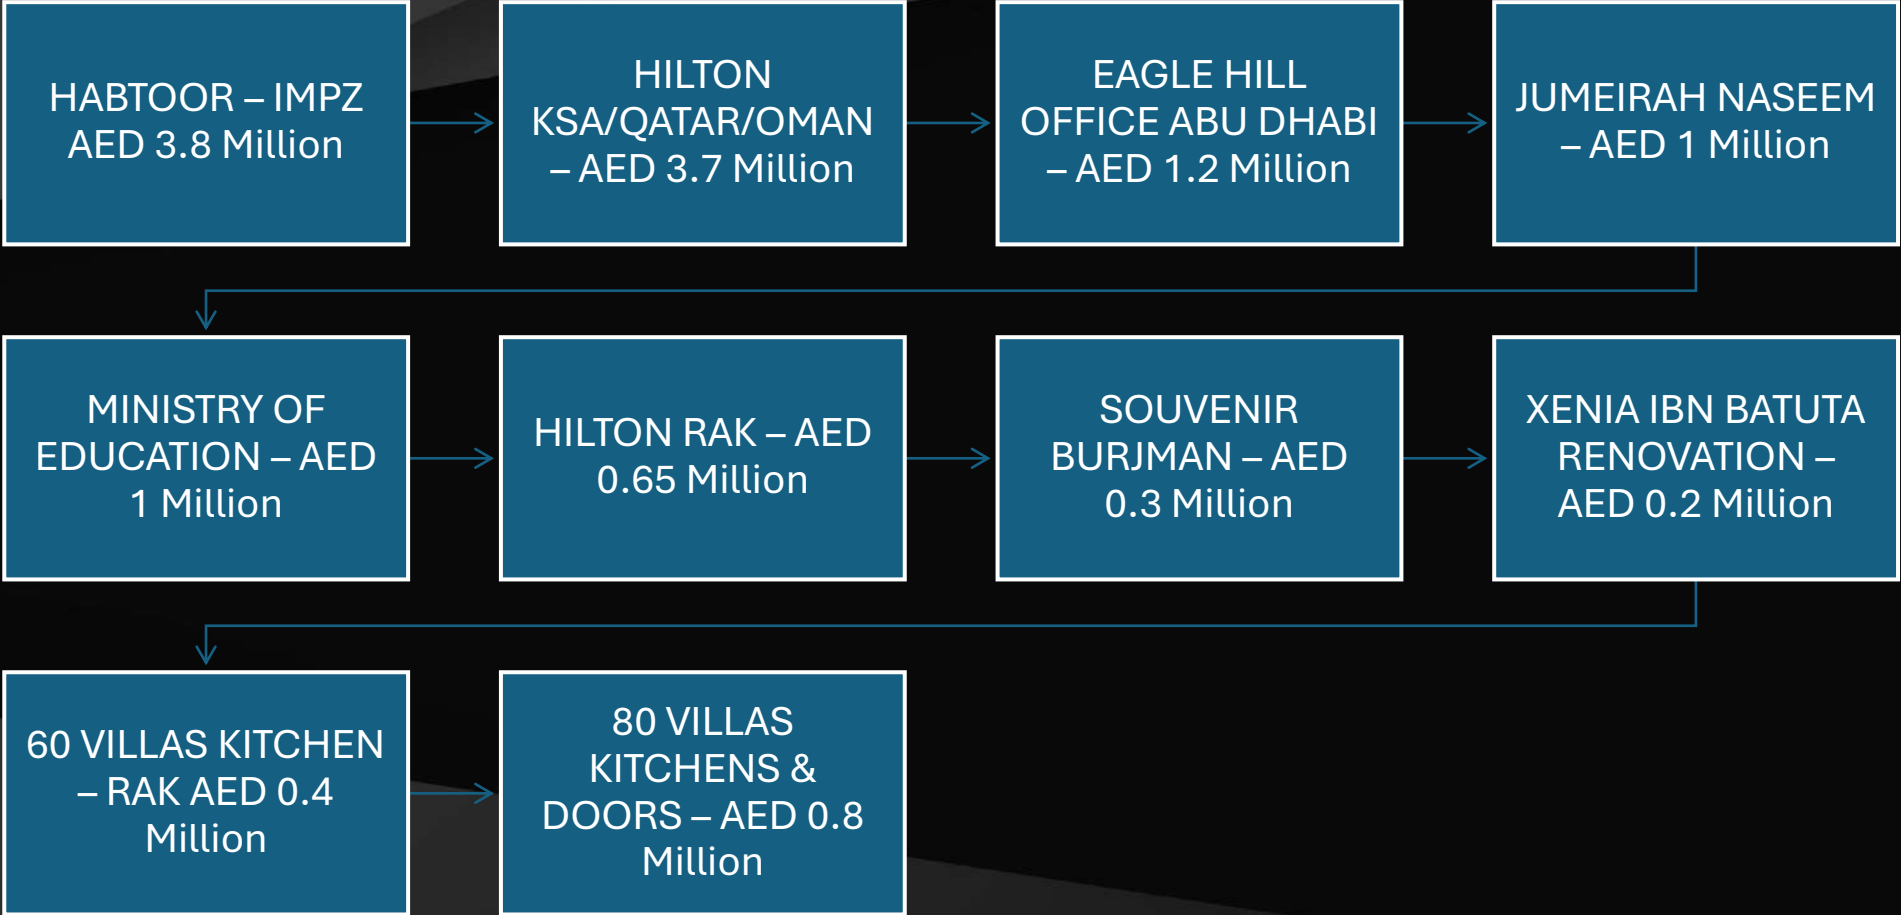 HABTOOR – IMPZ
AED 3.8 Million
HILTON
KSA/QATAR/OMAN
– AED 3.7 Million
EAGLE HILL
OFFICE ABU DHABI
– AED 1.2 Million
JUMEIRAH NASEEM
– AED 1 Million
MINISTRY OF
EDUCATION – AED
1 Million
HILTON RAK – AED
0.65 Million
SOUVENIR
BURJMAN – AED
0.3 Million
XENIA IBN BATUTA
RENOVATION –
AED 0.2 Million
60 VILLAS KITCHEN
– RAK AED 0.4
Million
80 VILLAS
KITCHENS &
DOORS – AED 0.8
Million